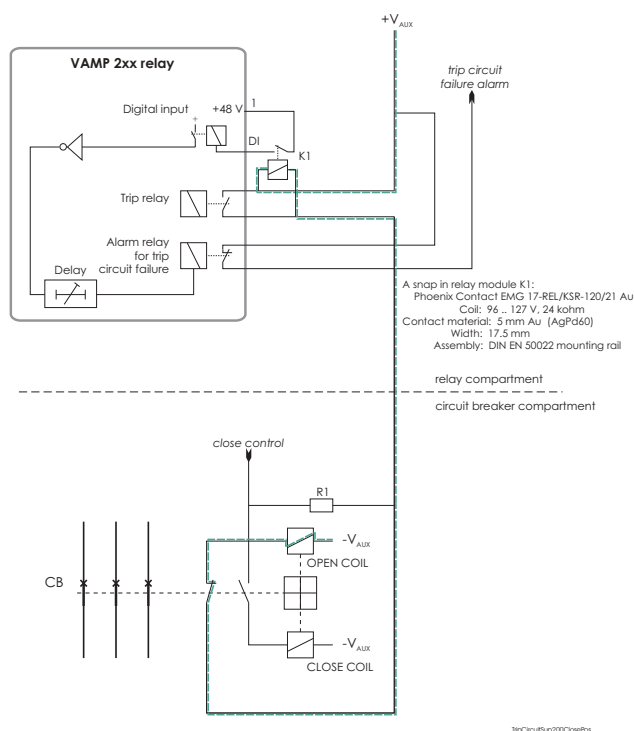 +VAUX
VAMP 2xx relay
trip circuit
failure alarm
Digital input
+
+48 V
1
DI
K1
Trip relay
Alarm relay
for trip
circuit failure
Delay
A snap in relay module K1:
Phoenix Contact EMG 17-REL/KSR-120/21 Au
Coil: 96 .. 127 V, 24 kohm
Contact material: 5 mm Au (AgPd60)
Width: 17.5 mm
Assembly: DIN EN 50022 mounting rail
relay compartment
circuit breaker compartment
close control
R1
-VAUX
OPEN COIL
CB
-VAUX
CLOSE COIL
TripCircuitSup200ClosePos